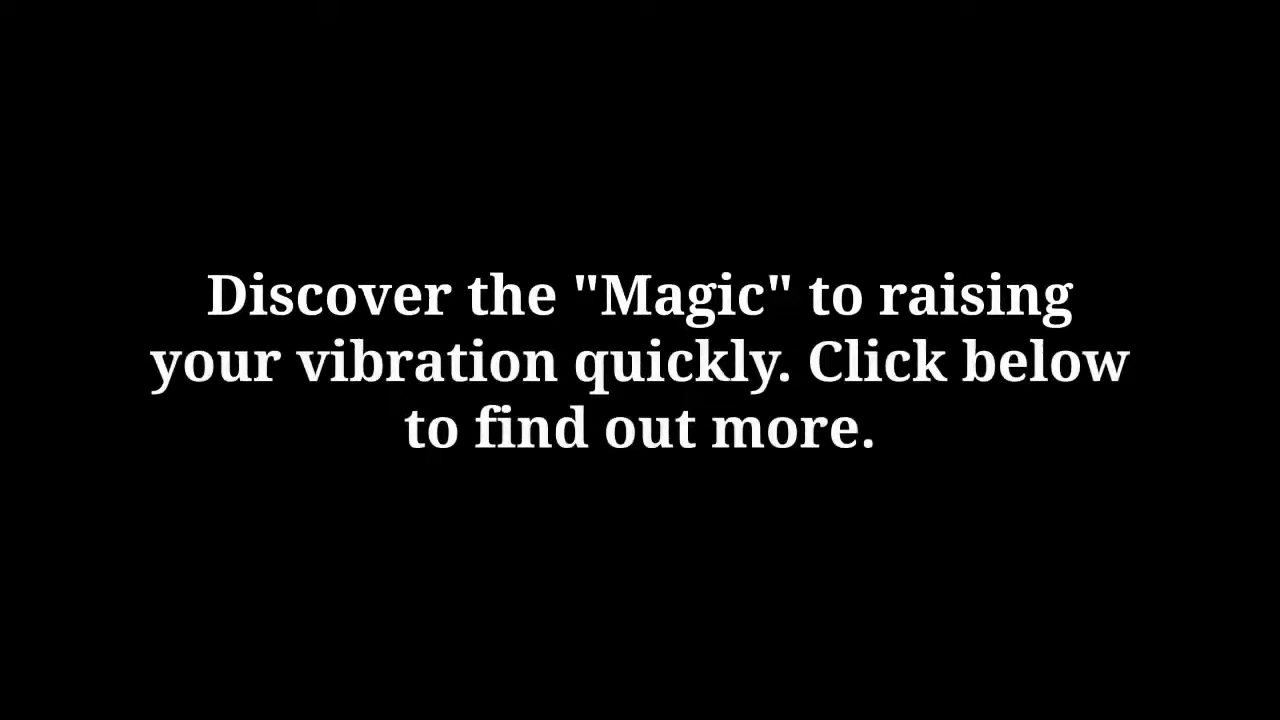 Discover the "Magic" to raising
your vibration quickly. Click below
to find out more.